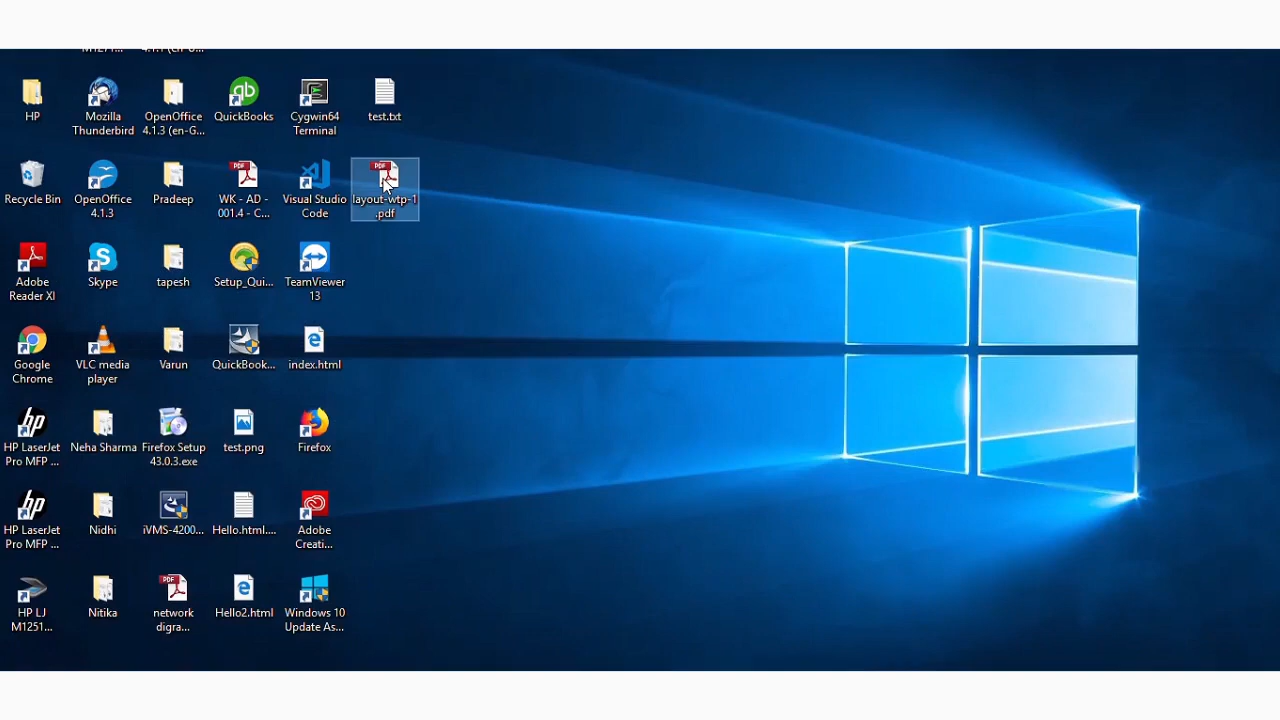 HP
Mozilla
Thunderbird
OpenOffice
4.1.3 (en-G...
QuickBooks
Cygwin64
Terminal
test.txt
Recycle Bin
OpenOffice
4.1.3
Pradeep
WK - AD -
001.4 - C...
Visual Studio
Code
layout-wtp-1
.pdf
Adobe
Reader XI
Skype
tapesh
Setup_Qui...
TeamViewer
13
Google
Chrome
VLC media
player
Varun
QuickBook...
index.html
HP LaserJet
Pro MFP ...
Neha Sharma
Firefox Setup
43.0.3.exe
test.png
Firefox
HP LaserJet
Pro MFP ...
Nidhi
iVMS-4200...
Hello.html....
Adobe
Creati...
HP LJ
M1251...
Nitika
network
digra...
Hello2.html
Windows 10
Update As...